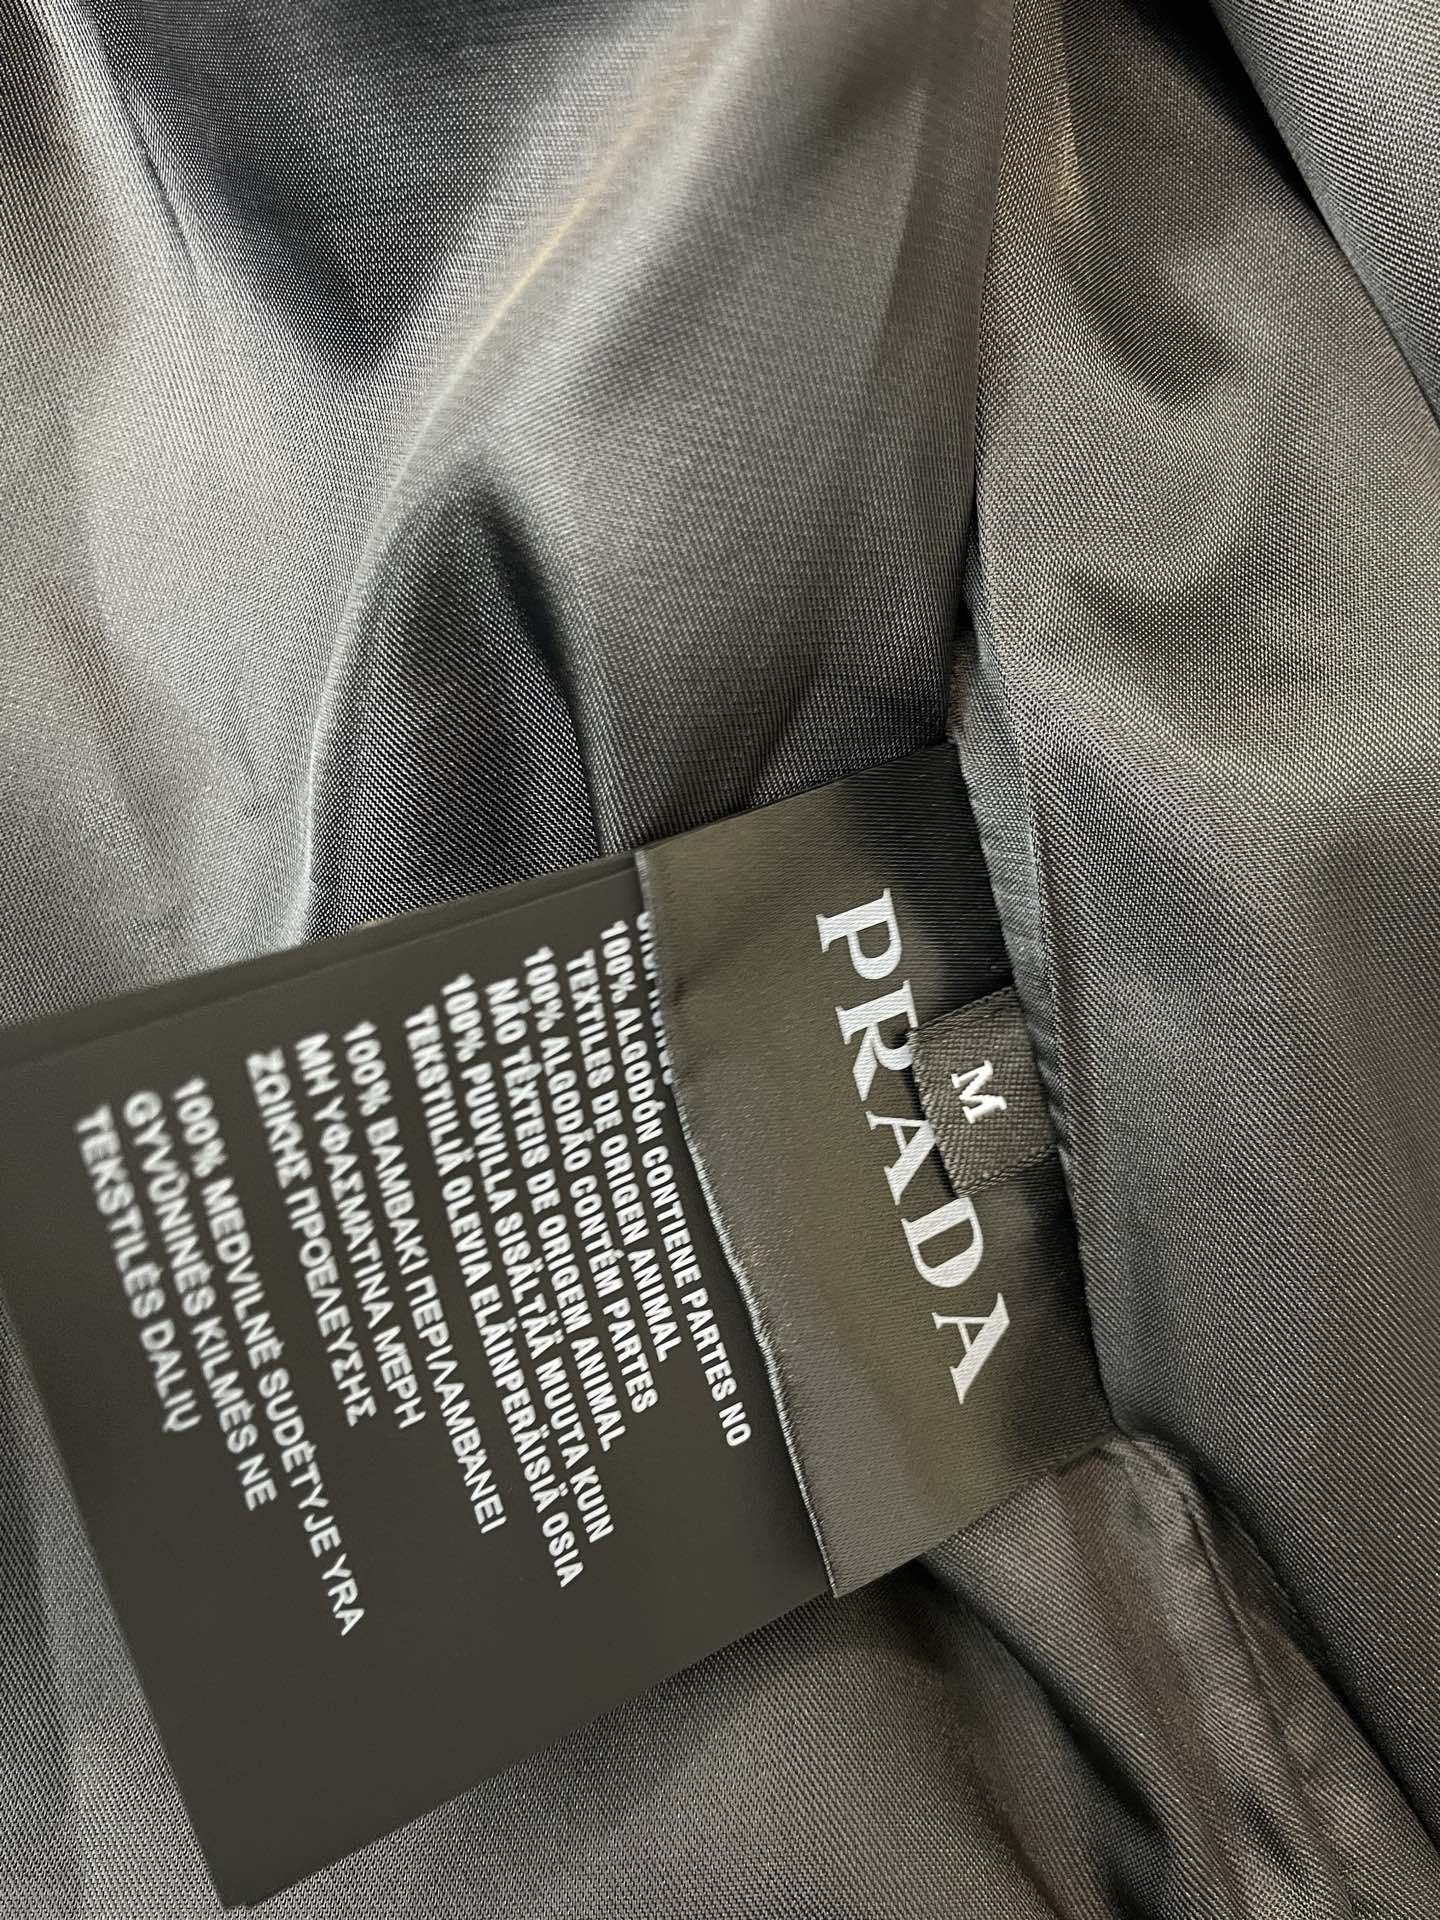 PRADA
M
100% ALGODÓN CONTIENE PARTES NO
TEXTILES DE ORIGEN ANIMAL
100% ALGODÃO CONTÉM PARTES
NÃO TÊXTEIS DE ORIGEM ANIMAL
100% PUUVILLA SISÄLTÄÄ MUUTA KUIN
TEKSTIILIÄ OLEVIA ELÄINPERÄISIÄ OSIA
100% ΒΑΜΒΑΚΙ ΠΕΡΙΛΑΜΒΆΝΕΙ
ΜΗ ΥΦΑΣΜΆΤΙΝΑ ΜΕΡΗ
ΖΩΙΚΗΣ ΠΡΟΕΛΕΥΣΗΣ
100% MEDVILNĖ SUDĖTYJE YRA
GYVŪNINĖS KILMĖS NE
TEKSTILĖS DALIŲ